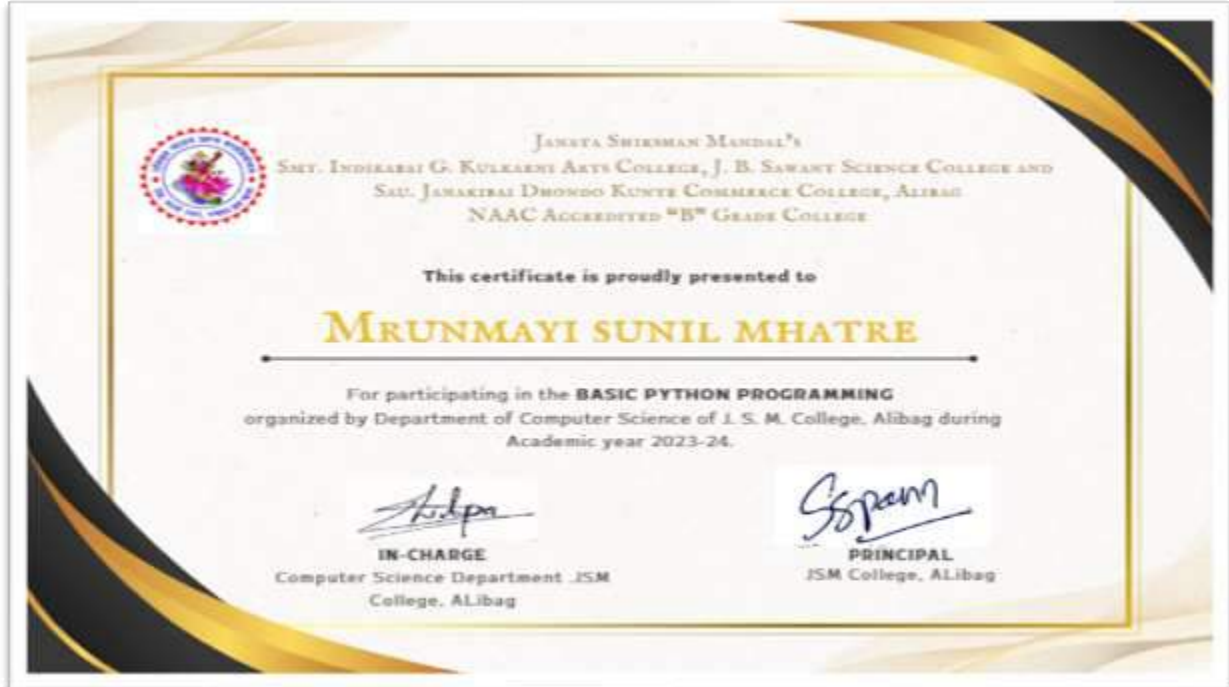 JANATA SHIKSHAN MANDAL'S
SMT. INDIRABAI G. KULKARNI ARTS COLLEGE, J. B. SAWANT SCIENCE COLLEGE AND
SAU. JANAKIBAI DHONDO KUNTE COMMERCE COLLEGE, ALIBAG
NAAC ACCREDITED "B" GRADE COLLEGE
This certificate is proudly presented to
MRUNMAYI SUNIL MHATRE
For participating in the BASIC PYTHON PROGRAMMING
organized by Department of Computer Science of J. S. M. College, Alibag during
Academic year 2023-24.
IN-CHARGE
Computer Science Department .JSM
College, ALibag
PRINCIPAL
JSM College, ALibag